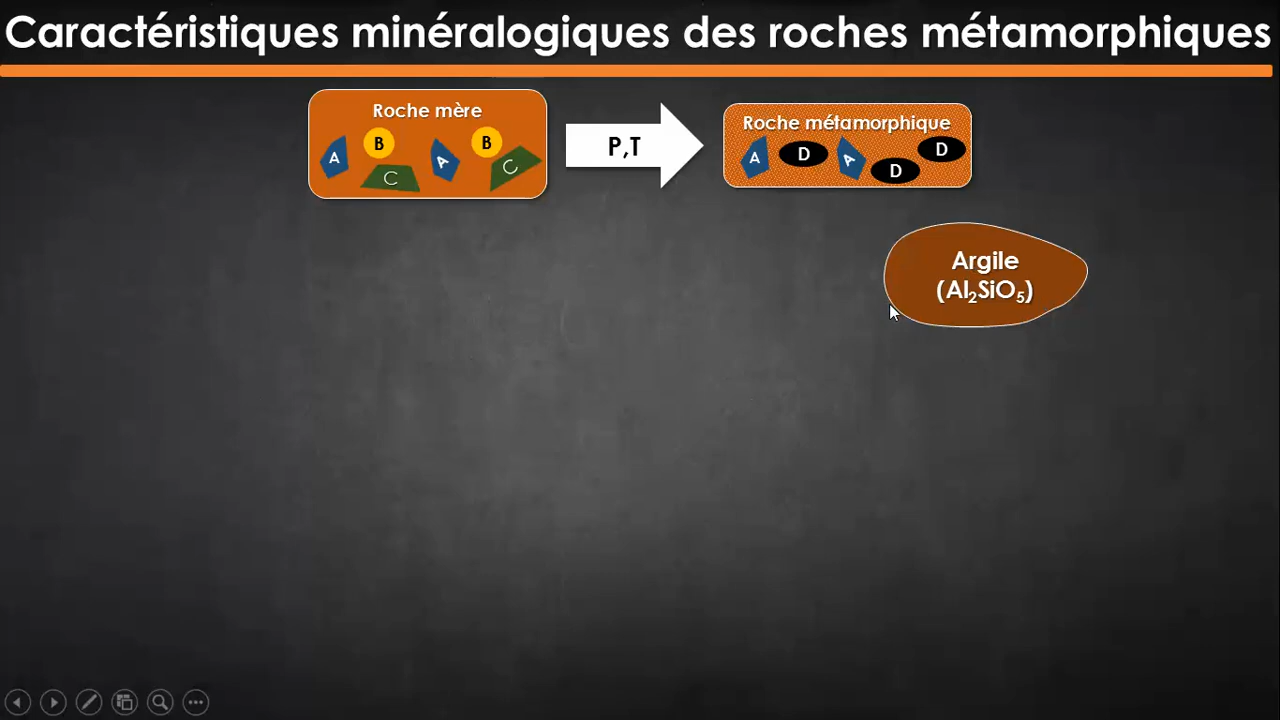 Caractéristiques minéralogiques des roches métamorphiques
Roche mère
A B C A B C
P,T
Roche métamorphique
A D A D D
Argile
(Al₂SiO₅)